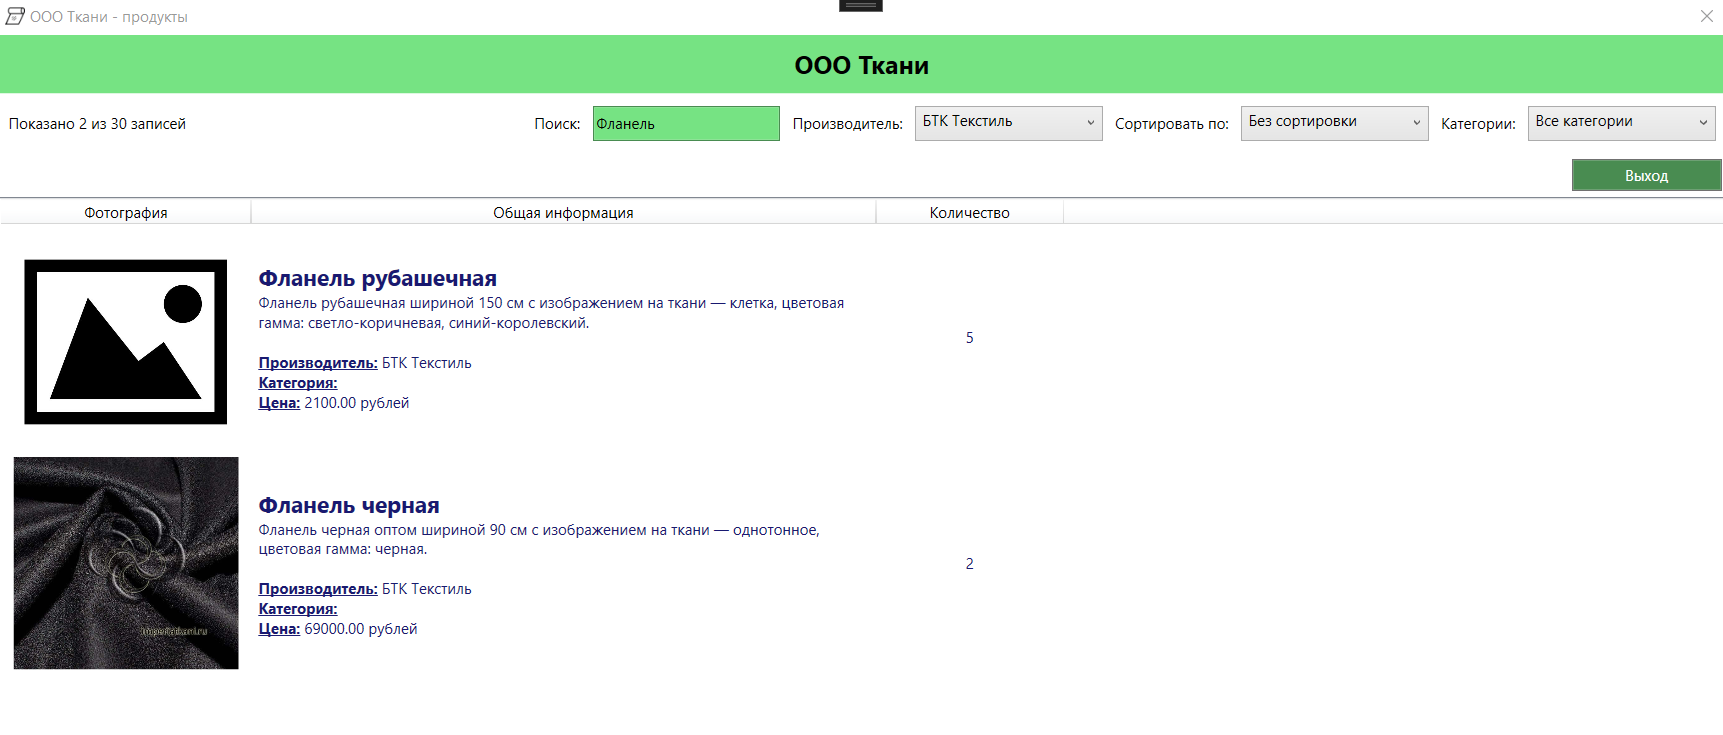 ООО Ткани - продукты
ООО Ткани
Показано 2 из 30 записей
Поиск: Фланель
Производитель: БТК Текстиль
Сортировать по: Без сортировки
Категории: Все категории
Выход
Фотография
Общая информация
Количество
Фланель рубашечная
Фланель рубашечная шириной 150 см с изображением на ткани — клетка, цветовая
гамма: светло-коричневая, синий-королевский.
Производитель: БТК Текстиль
Категория:
Цена: 2100.00 рублей
5
Фланель черная
Фланель черная оптом шириной 90 см с изображением на ткани — однотонное,
цветовая гамма: черная.
Производитель: БТК Текстиль
Категория:
Цена: 69000.00 рублей
2